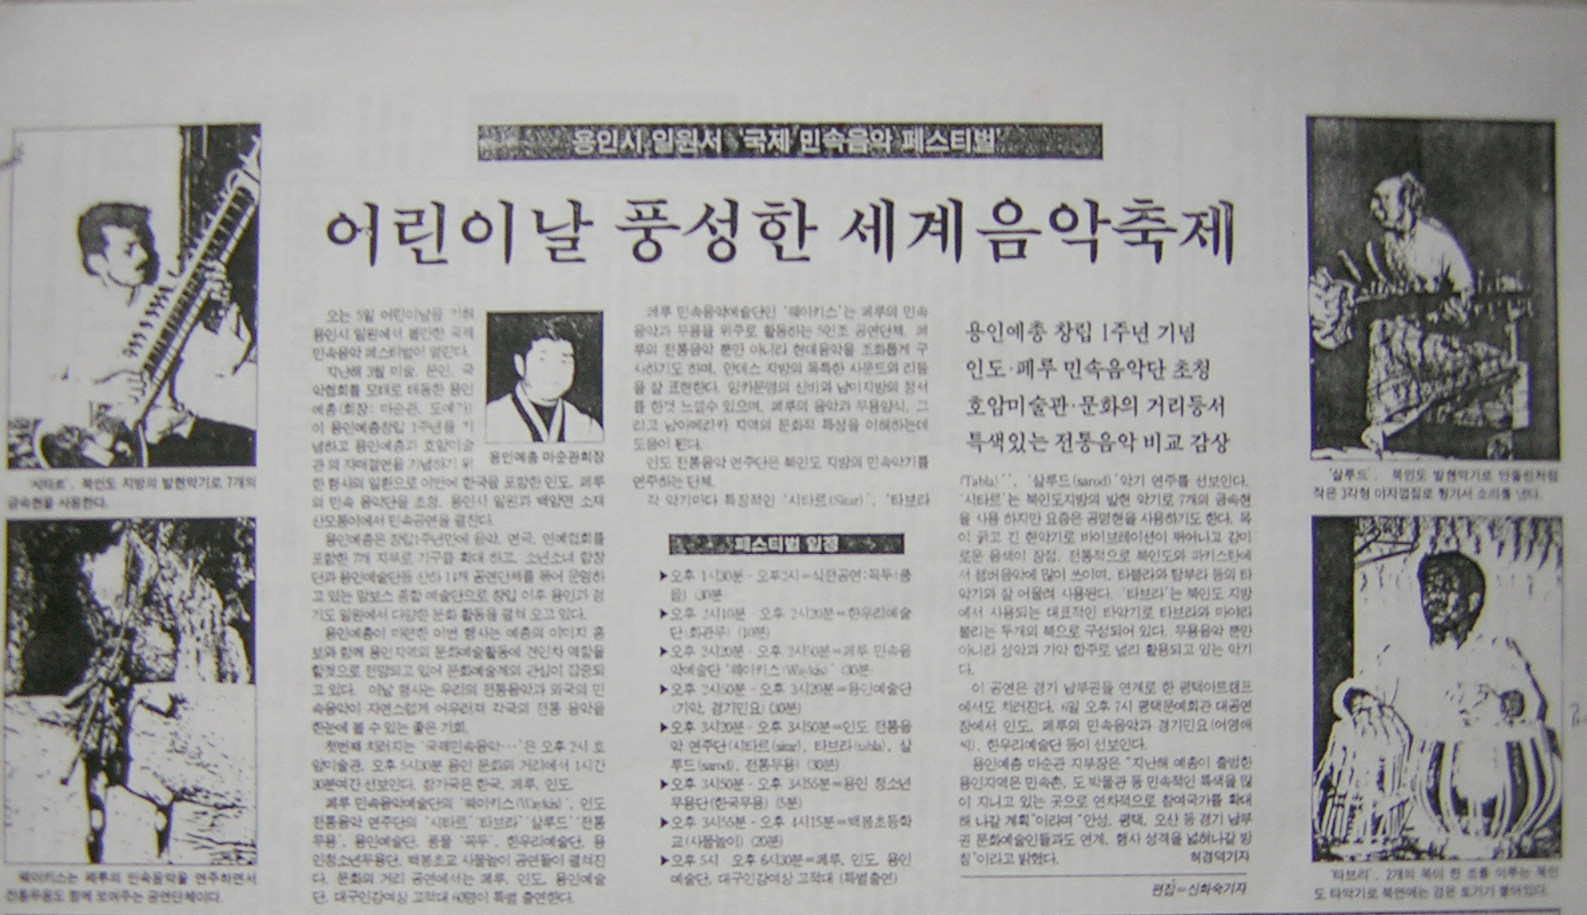 용인시 일원서 '국제 민속음악 페스티벌'
어린이날 풍성한 세계음악축제
'시타르'. 북인도 지방의 발현악기로 7개의
금속현을 사용한다.
웨이키스는 페루의 민속음악을 연주하면서
전통무용도 함께 보여주는 공연단체이다.
오는 5일 어린이날을 기해
용인시 일원에서 볼만한 국제
민속음악 페스티벌이 열린다.
지난해 3월 미술, 문인, 국
악협회를 모태로 태동한 용인
예총(회장: 마순관, 도예가)
이 용인예총창립 1주년을 기
념하고 용인예총과 호암미술
관의 자매결연을 기념하기 위
한 행사의 일환으로 이번에 한국을 포함한 인도, 페루
의 민속 음악단을 초청, 용인시 일원과 백암면 소재
에서 민속공연을 펼친다.
용인예총은 창립1주년만에 음악, 연극, 연예협회를
포함한 7개 지부로 기구를 확대 하고, 소년소녀 합창
단과 용인예술단등 산하 11개 공연단체를 묶어 운영하
고 있는 종합 예술단으로 창립 이후 용인과 경
기도 일원에서 다양한 문화 활동을 펼쳐 오고 있다.
용인예총이 마련한 이번 행사는 예총의 이미지 홍
보와 함께 용인지역의 문화예술활동에 견인차 역할을
할것으로 전망되고 있어 문화예술계의 관심이 집중되
고 있다. 이날 행사는 우리의 전통음악과 외국의 민
속음악이 자연스럽게 어우러져 각국의 전통 음악을
한눈에 볼 수 있는 좋은 기회.
첫번째 치러지는 '국제민속음악…'은 오후 2시 호
암미술관, 오후 5시30분 용인 문화의 거리에서 1시간
30분여간 선보인다. 참가국은 한국, 페루, 인도.
페루 민속음악예술단의 '웨이키스(Waykis)', 인도
전통음악 연주단의 '시타르' '타브라' '살루드' '전통
무용', 용인예술단, 풍물 '꼭두', 한우리예술단, 용
인청소년무용단, 백봉초교 사물놀이 공연들이 펼쳐진
다. 문화의 거리 공연에서는 페루, 인도, 용인예술
단, 대구인강여상 고적대 60명이 특별 출연한다.
용인예총 마순관회장
페루 민속음악예술단인 '웨이키스'는 페루의 민속
음악과 무용을 위주로 활동하는 5인조 공연단체. 페
루의 전통음악 뿐만 아니라 현대음악을 조화롭게 구
사하기도 하며, 안데스 지방의 독특한 사운드와 리듬
을 잘 표현한다. 잉카문명의 신비와 남미지방의 정서
를 한껏 느낄수 있으며, 페루의 음악과 무용양식, 그
리고 남아메리카 지역의 문화적 특성을 이해하는데
도움이 된다.
인도 전통음악 연주단은 북인도 지방의 민속악기를
연주하는 단체.
각 악기마다 특징적인 '시타르(Sitar)', '타브라
페스티벌 일정
▶오후 1시30분 - 오후2시=식전공연:꼭두(풍
물) (30분)
▶오후 2시10분 - 오후 2시20분=한우리예술
단(화관무) (10분)
▶오후 2시20분 - 오후 2시50분=페루 민속음
악예술단 '웨이키스(Waykis)' (30분)
▶오후 2시50분 - 오후 3시20분=용인예술단
(기악, 경기민요) (30분)
▶오후 3시20분 - 오후 3시50분=인도 전통음
악 연주단(시타르(sitar), 타브라(tabla), 살
루드(sarod), 전통무용) (30분)
▶오후 3시50분 - 오후 3시55분=용인 청소년
무용단(한국무용) (5분)
▶오후 3시55분 - 오후 4시15분=백봉초등학
교(사물놀이) (20분)
▶오후 5시 오후 6시30분=페루, 인도, 용인
예술단, 대구인강여상 고적대 (특별출연)
용인예총 창립 1주년 기념
인도·페루 민속음악단 초청
호암미술관·문화의 거리등서
특색있는 전통음악 비교 감상
(Tabla)', '살루드(sarod)'악기 연주를 선보인다.
'시타르'는 북인도지방의 발현 악기로 7개의 금속현
을 사용 하지만 요즘은 공명현을 사용하기도 한다. 목
이 굵고 긴 현악기로 바이브레이션이 뛰어나고 감미
로운 음색이 장점. 전통적으로 북인도와 파키스탄에
서 챔버음악에 많이 쓰이며, 타블라와 탐부라 등의 타
악기와 잘 어울려 사용된다. '타브라'는 북인도 지방
에서 사용되는 대표적인 타악기로 타브라와 마야라
불리는 두개의 북으로 구성되어 있다. 무용음악 뿐만
아니라 성악과 기악 합주로 널리 활용되고 있는 악기
다.
이 공연은 경기 남부권을 연계로 한 평택아트캠프
에서도 치러진다. 6일 오후 7시 평택문예회관 대공연
장에서 인도, 페루의 민속음악과 경기민요(이영애
씨), 한우리예술단 등이 선보인다.
용인예총 마순관 지부장은 "지난해 예총이 출범한
용인지역은 민속촌, 도 박물관 등 민속적인 특색을 많
이 지니고 있는 곳으로 연차적으로 참여국가를 확대
해 나갈 계획"이라며 "안성, 평택, 오산 등 경기 남부
권 문화예술인들과도 연계, 행사 성격을 넓혀나갈 방
침"이라고 밝혔다.
허경덕기자
편집=신화숙기자
'살루드'. 북인도 발현악기로 만돌린처럼
작은 3각형 야자껍질로 튕겨서 소리를 낸다.
'타브라'. 2개의 북이 한 조를 이루는 북인
도 타악기로 북면에는 검은 토가가 붙어있다.